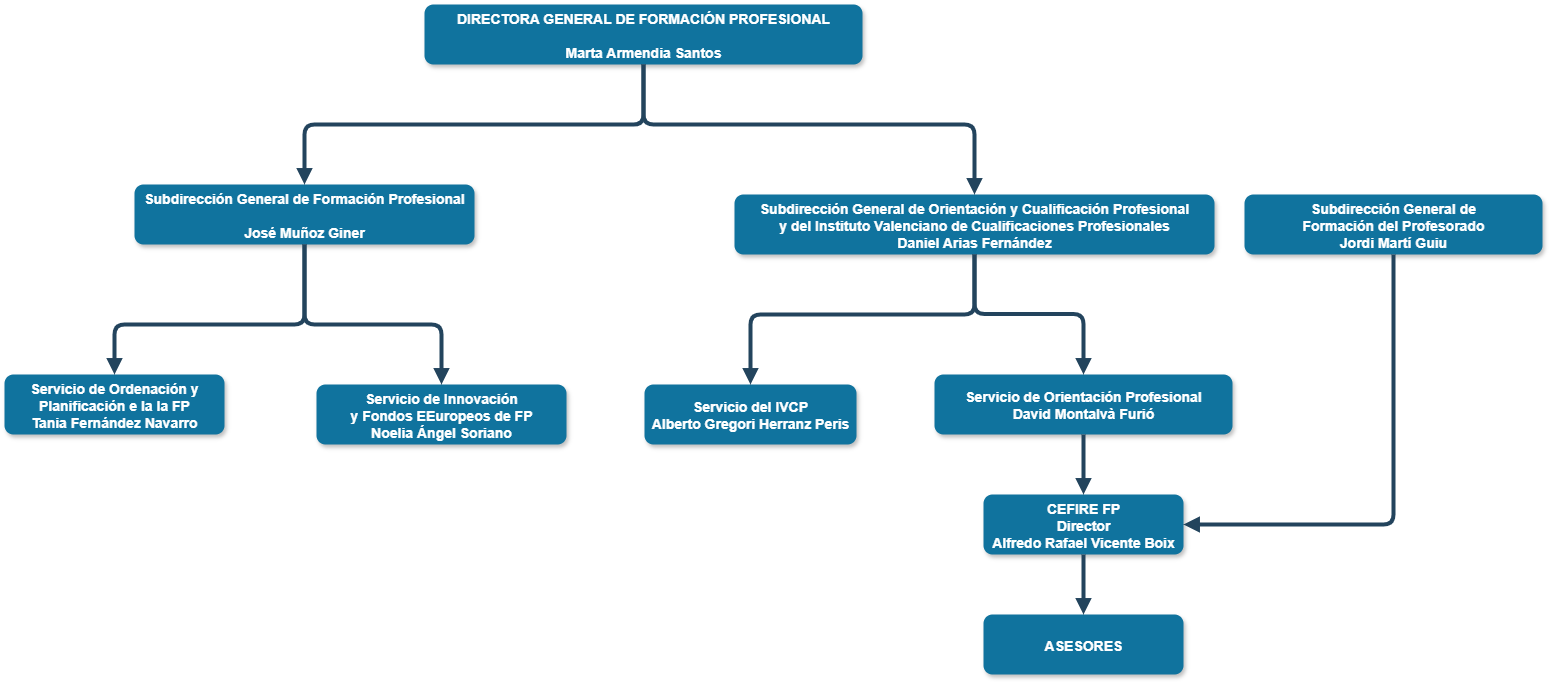 DIRECTORA GENERAL DE FORMACIÓN PROFESIONAL
Marta Armendia Santos
Subdirección General de Formación Profesional
José Muñoz Giner
Subdirección General de Orientación y Cualificación Profesional
y del Instituto Valenciano de Cualificaciones Profesionales
Daniel Arias Fernández
Subdirección General de
Formación del Profesorado
Jordi Martí Guiu
Servicio de Ordenación y
Planificación e la la FP
Tania Fernández Navarro
Servicio de Innovación
y Fondos EEuropeos de FP
Noelia Ángel Soriano
Servicio del IVCP
Alberto Gregori Herranz Peris
Servicio de Orientación Profesional
David Montalvà Furió
CEFIRE FP
Director
Alfredo Rafael Vicente Boix
ASESORES